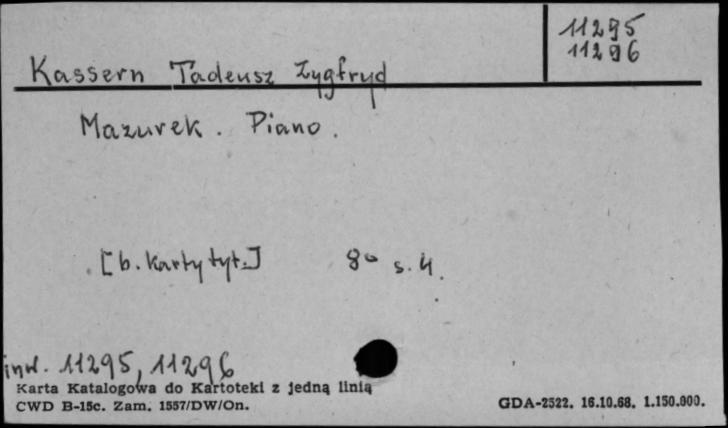 11295
11296
Kassern Tadeusz Zygfryd
Mazurek. Piano.
[b. karty tyt.] 8° s. 4.
inw. 11295, 11296
Karta Katalogowa do Kartoteki z jedną linią
CWD B-15c. Zam. 1557/DW/On. GDA-2522. 16.10.68. 1.150.000.